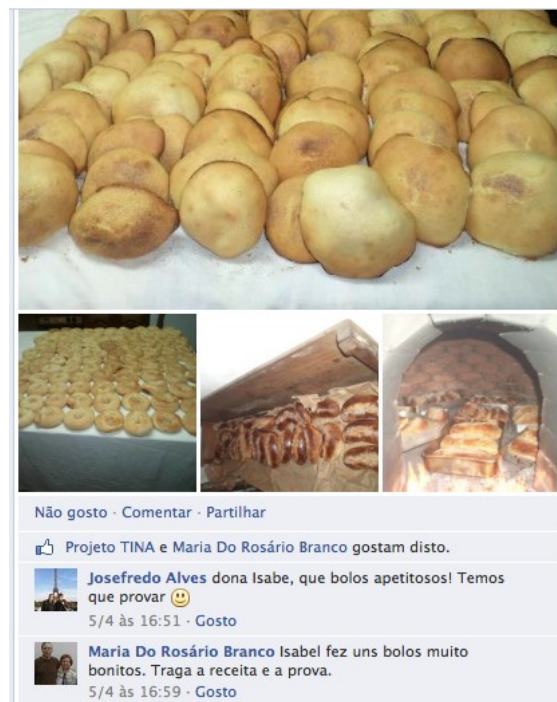 Não gosto · Comentar · Partilhar
Projeto TINA e Maria Do Rosário Branco gostam disto.
Josefredo Alves dona Isabe, que bolos apetitosos! Temos
que provar
5/4 às 16:51 · Gosto
Maria Do Rosário Branco Isabel fez uns bolos muito
bonitos. Traga a receita e a prova.
5/4 às 16:59 · Gosto